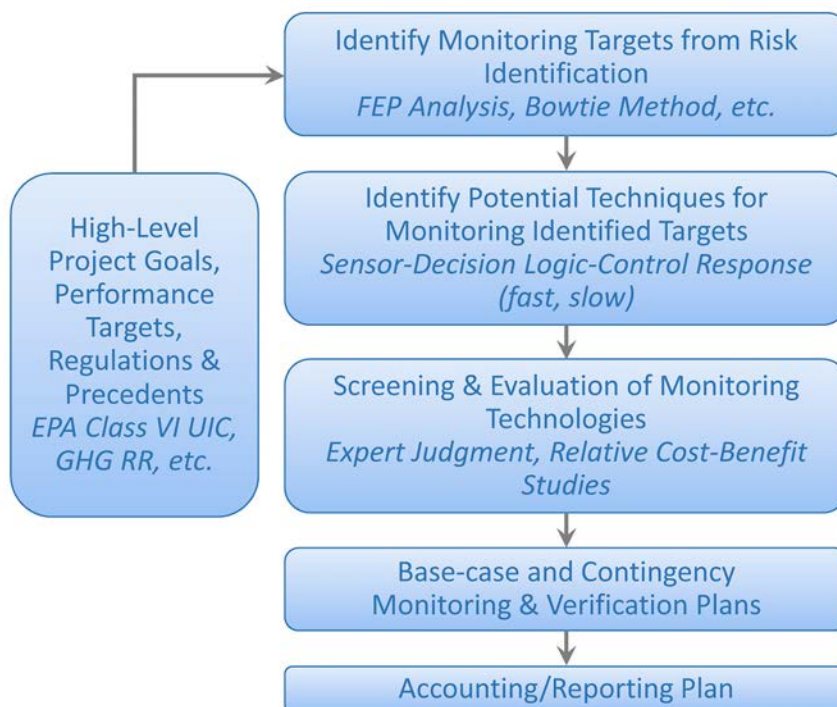 Identify Monitoring Targets from Risk
Identification
FEP Analysis, Bowtie Method, etc.
High-Level
Project Goals,
Performance
Targets,
Regulations &
Precedents
EPA Class VI UIC,
GHG RR, etc.
Identify Potential Techniques for
Monitoring Identified Targets
Sensor-Decision Logic-Control Response
(fast, slow)
Screening & Evaluation of Monitoring
Technologies
Expert Judgment, Relative Cost-Benefit
Studies
Base-case and Contingency
Monitoring & Verification Plans
Accounting/Reporting Plan